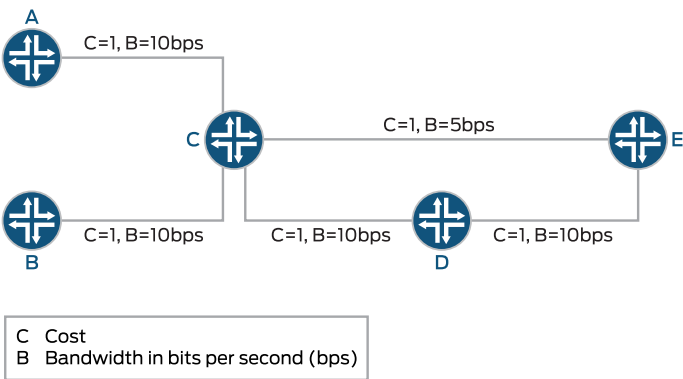 A
C=1, B=10bps
C=1, B=5bps
C
E
C=1, B=10bps
C=1, B=10bps
C=1, B=10bps
B
D
C Cost
B Bandwidth in bits per second (bps)